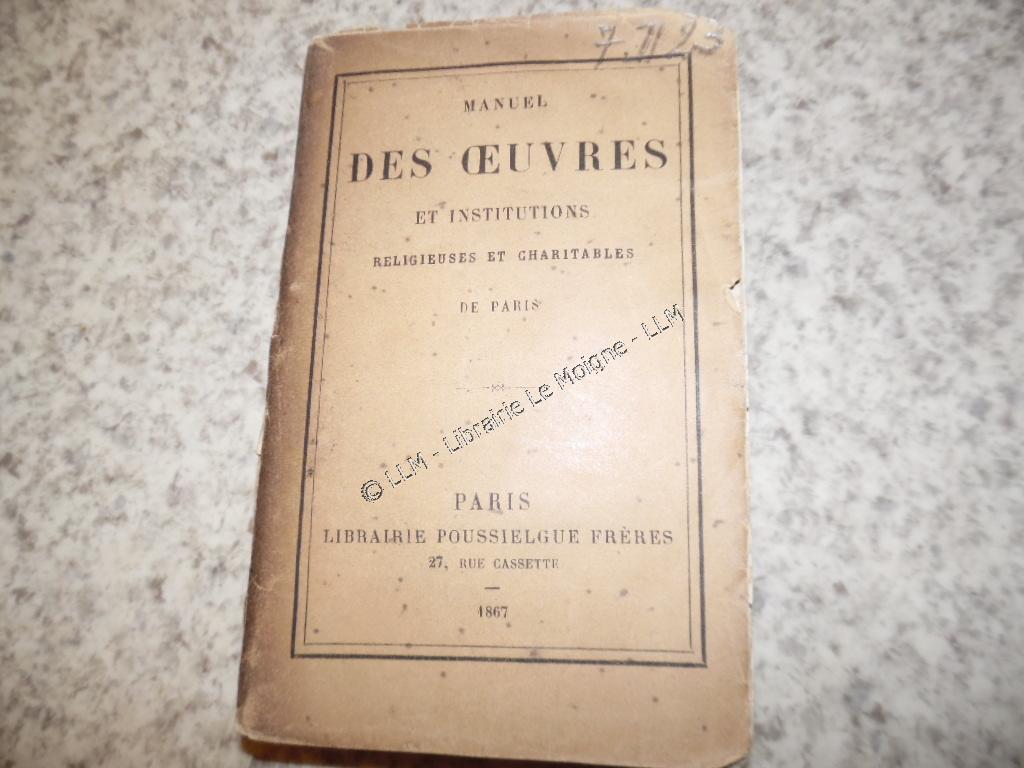 MANUEL
DES ŒUVRES
ET INSTITUTIONS
RELIGIEUSES ET CHARITABLES
DE PARIS
© LLM - Librairie Le Moigne - LLM
PARIS
LIBRAIRIE POUSSIELGUE FRÈRES
27, RUE CASSETTE
1867